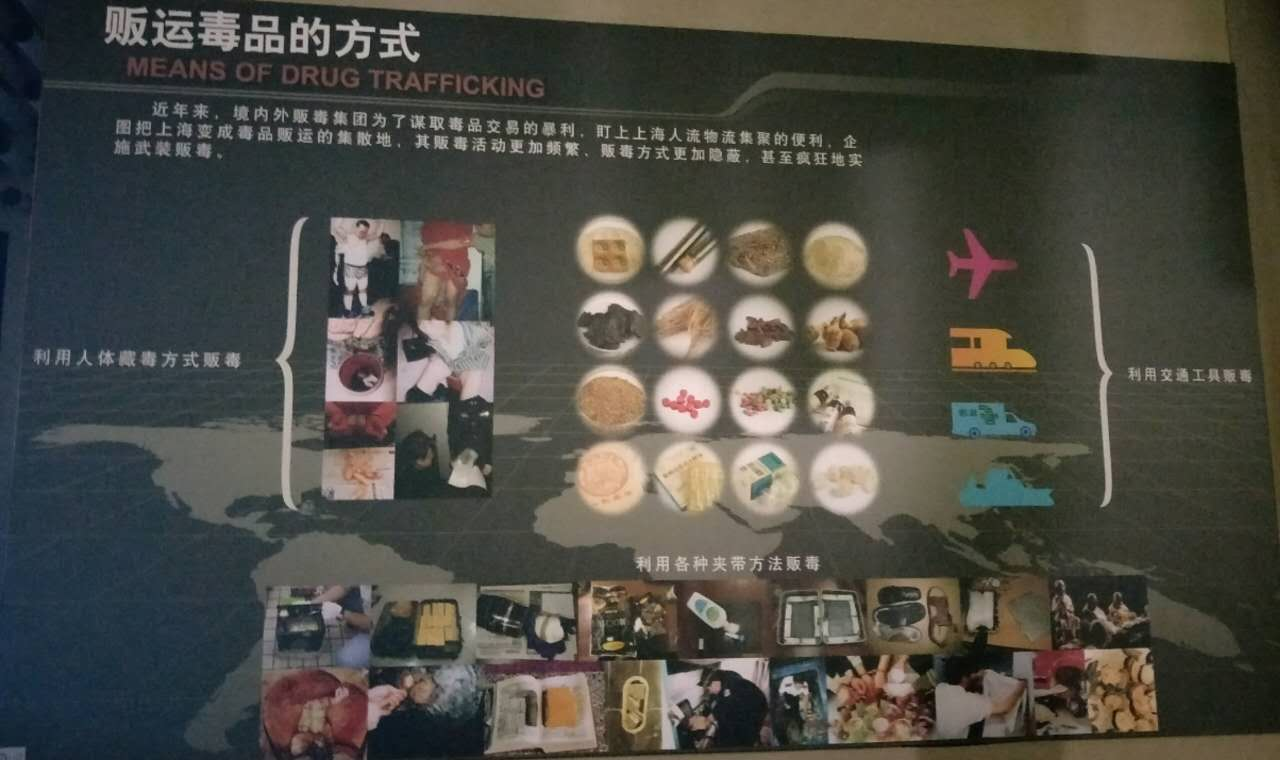 贩运毒品的方式
MEANS OF DRUG TRAFFICKING
近年来，境内外贩毒集团为了谋取毒品交易的暴利，盯上上海人流物流集聚的便利，企
图把上海变成毒品贩运的集散地，其贩毒活动更加频繁、贩毒方式更加隐蔽，甚至疯狂地实
施武装贩毒。
利用人体藏毒方式贩毒
利用交通工具贩毒
利用各种夹带方法贩毒